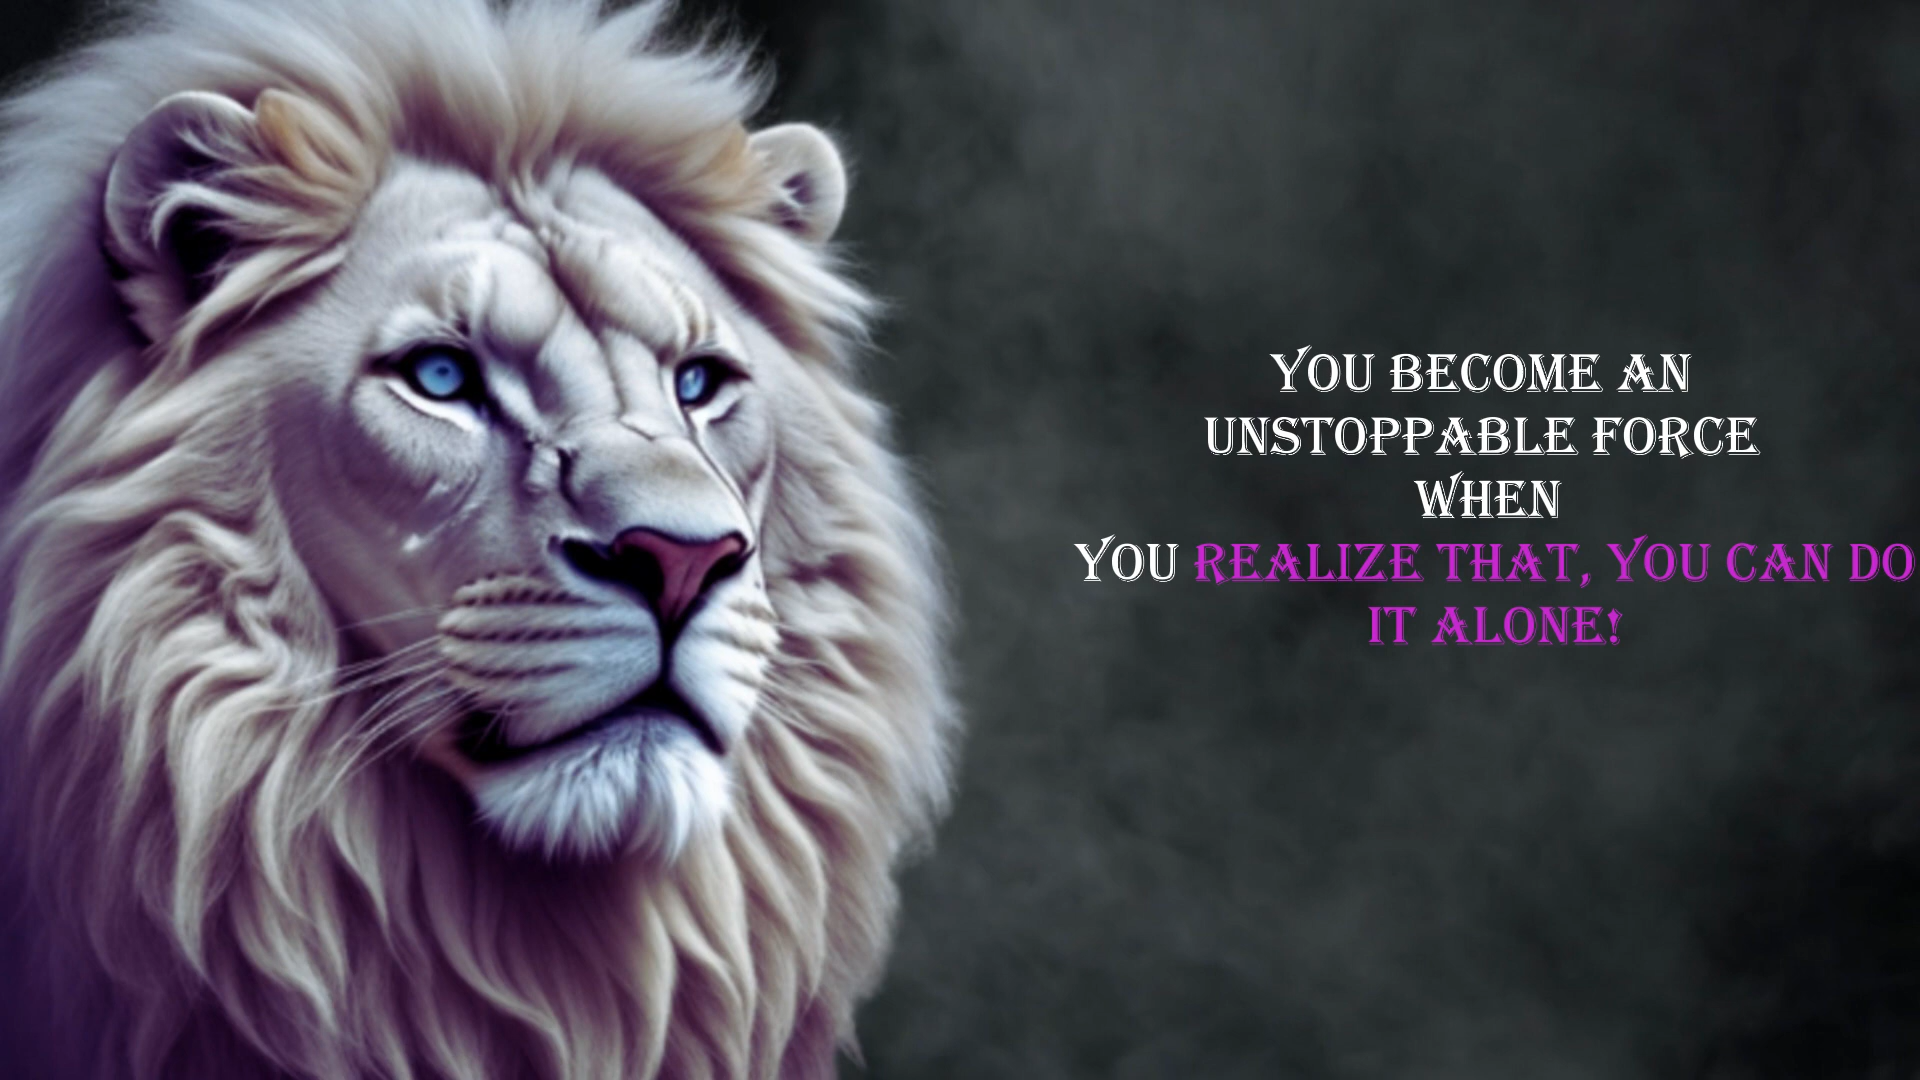 YOU BECOME AN
UNSTOPPABLE FORCE
WHEN
YOU REALIZE THAT, YOU CAN DO
IT ALONE!